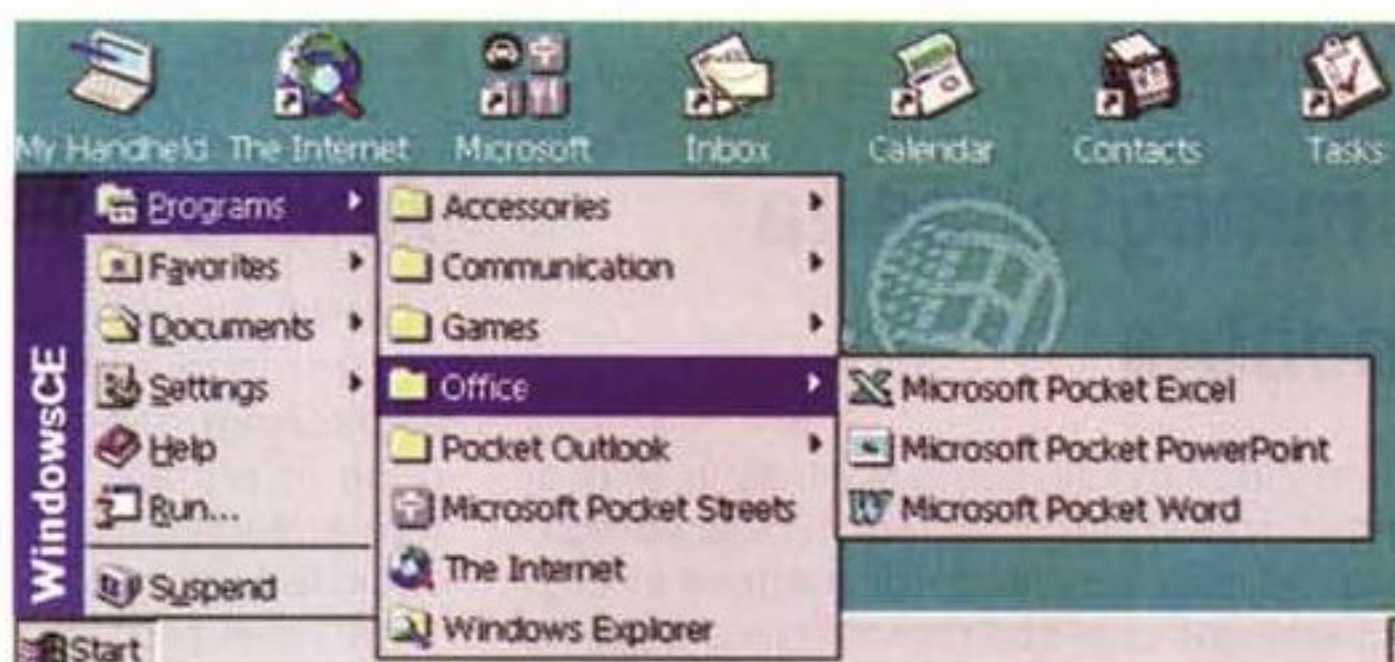 My Handheld The Internet Microsoft Inbox Calendar Contacts Tasks
WindowsCE
Programs
Favorites
Documents
Settings
Help
Run...
Suspend
Start
Accessories
Communication
Games
Office
Pocket Outlook
Microsoft Pocket Streets
The Internet
Windows Explorer
Microsoft Pocket Excel
Microsoft Pocket PowerPoint
Microsoft Pocket Word